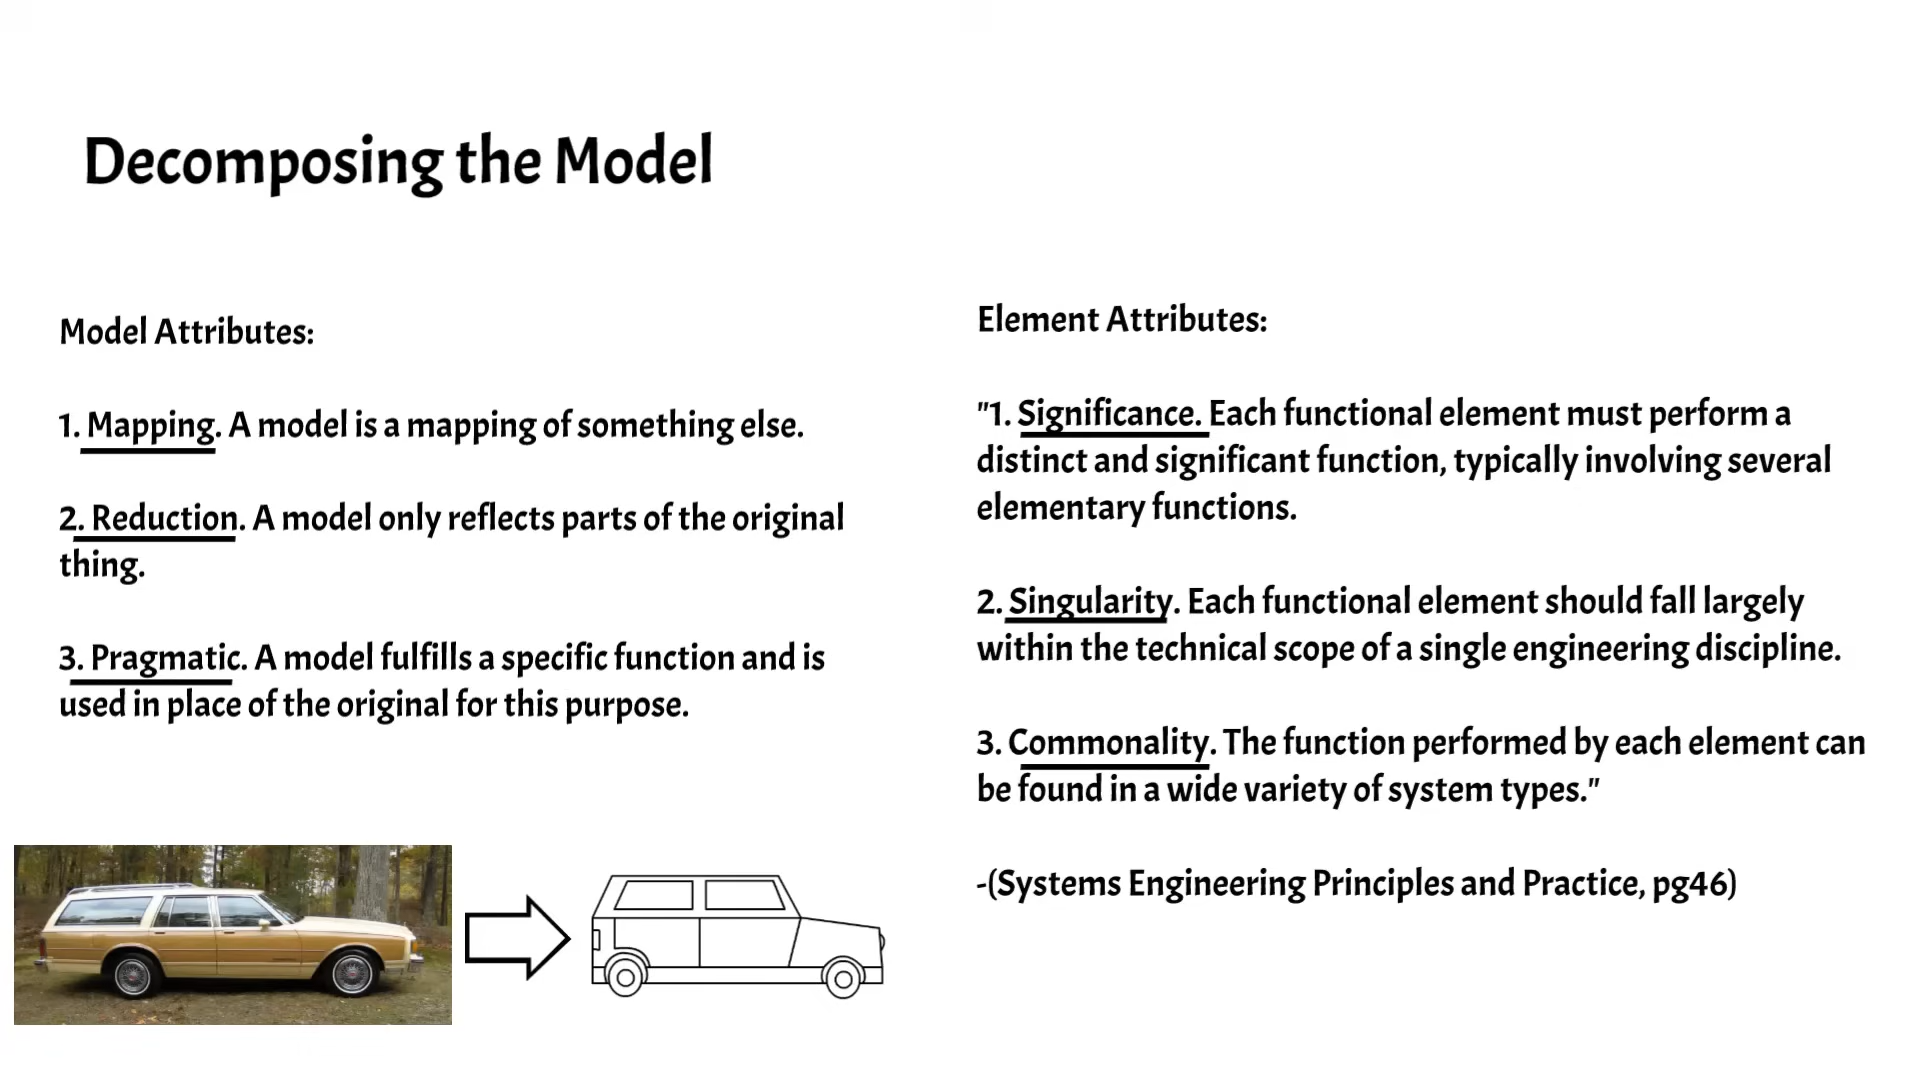 Decomposing the Model
Model Attributes:
1. Mapping. A model is a mapping of something else.
2. Reduction. A model only reflects parts of the original
thing.
3. Pragmatic. A model fulfills a specific function and is
used in place of the original for this purpose.
Element Attributes:
"1. Significance. Each functional element must perform a
distinct and significant function, typically involving several
elementary functions.
2. Singularity. Each functional element should fall largely
within the technical scope of a single engineering discipline.
3. Commonality. The function performed by each element can
be found in a wide variety of system types."
-(Systems Engineering Principles and Practice, pg46)